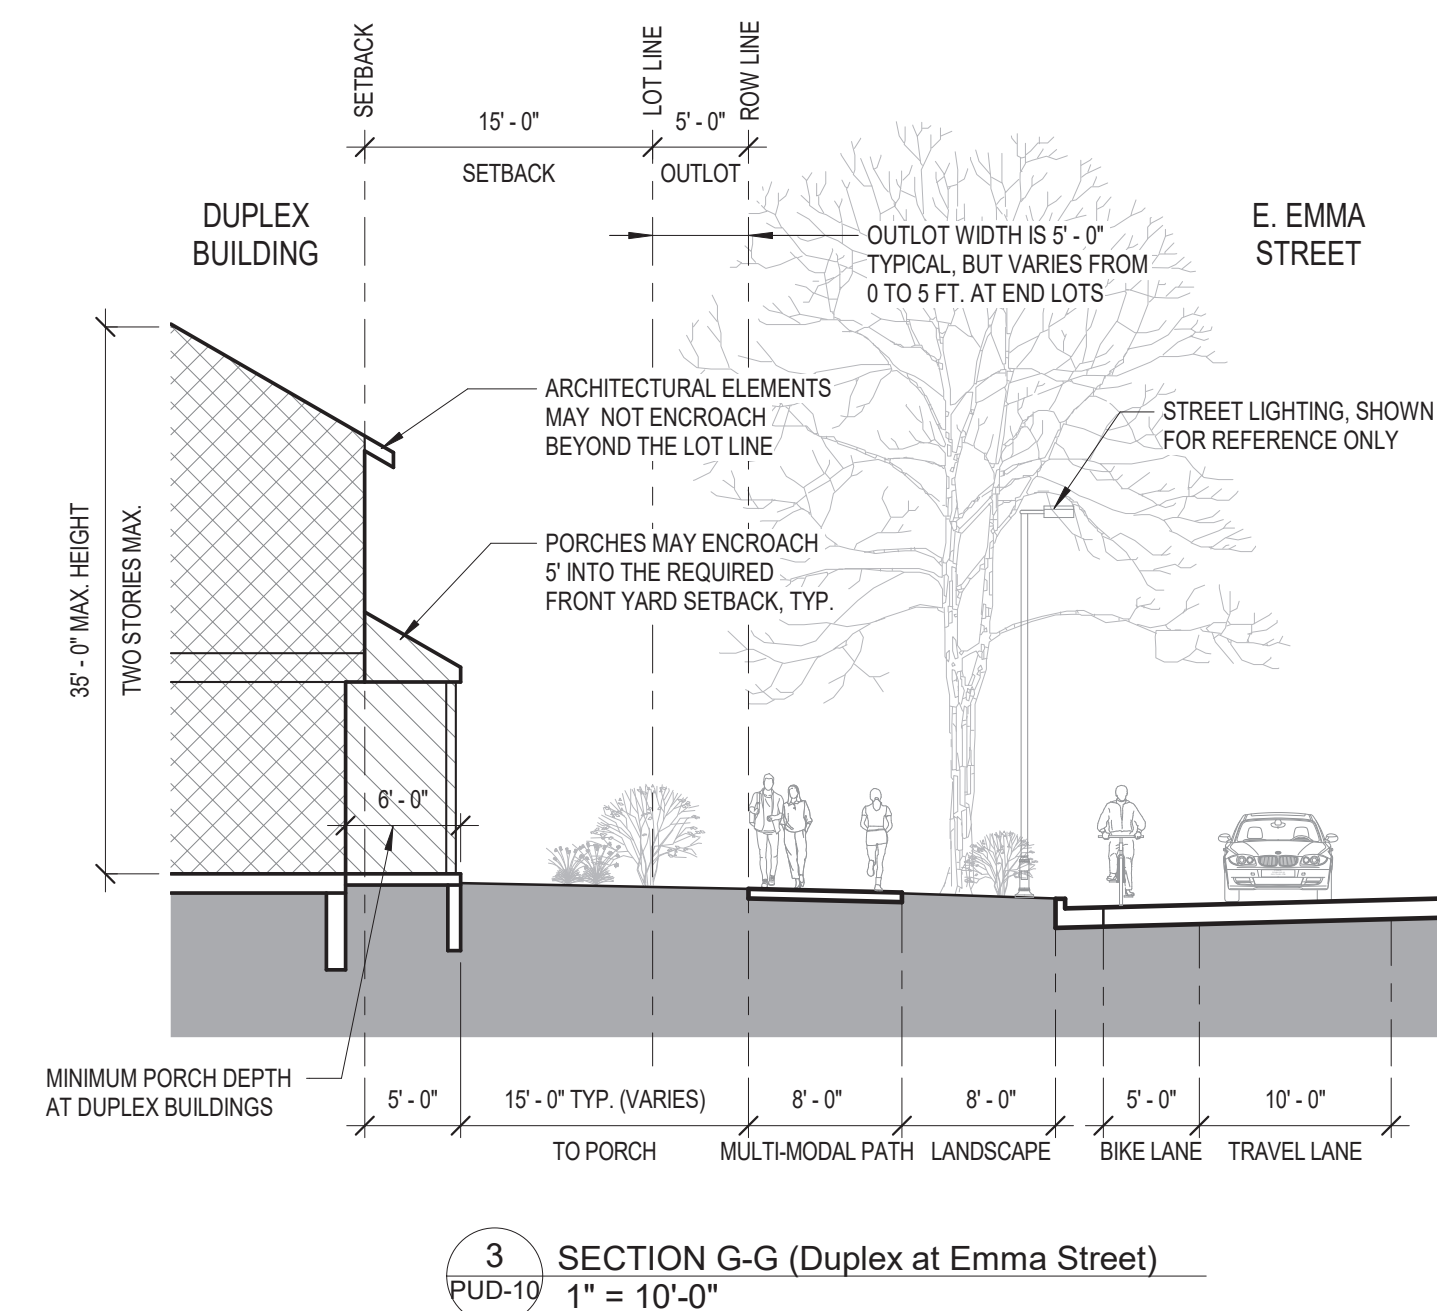 SETBACK
LOT LINE
ROW LINE
15' - 0"
5' - 0"
SETBACK
OUTLOT
DUPLEX
BUILDING
E. EMMA
STREET
OUTLOT WIDTH IS 5' - 0"
TYPICAL, BUT VARIES FROM
0 TO 5 FT. AT END LOTS
ARCHITECTURAL ELEMENTS
MAY NOT ENCROACH
BEYOND THE LOT LINE
STREET LIGHTING, SHOWN
FOR REFERENCE ONLY
35' - 0" MAX. HEIGHT
TWO STORIES MAX.
PORCHES MAY ENCROACH
5' INTO THE REQUIRED
FRONT YARD SETBACK, TYP.
6' - 0"
MINIMUM PORCH DEPTH
AT DUPLEX BUILDINGS
5' - 0"
15' - 0" TYP. (VARIES)
8' - 0"
8' - 0"
5' - 0"
10' - 0"
TO PORCH
MULTI-MODAL PATH
LANDSCAPE
BIKE LANE
TRAVEL LANE
3
PUD-10
SECTION G-G (Duplex at Emma Street)
1" = 10'-0"